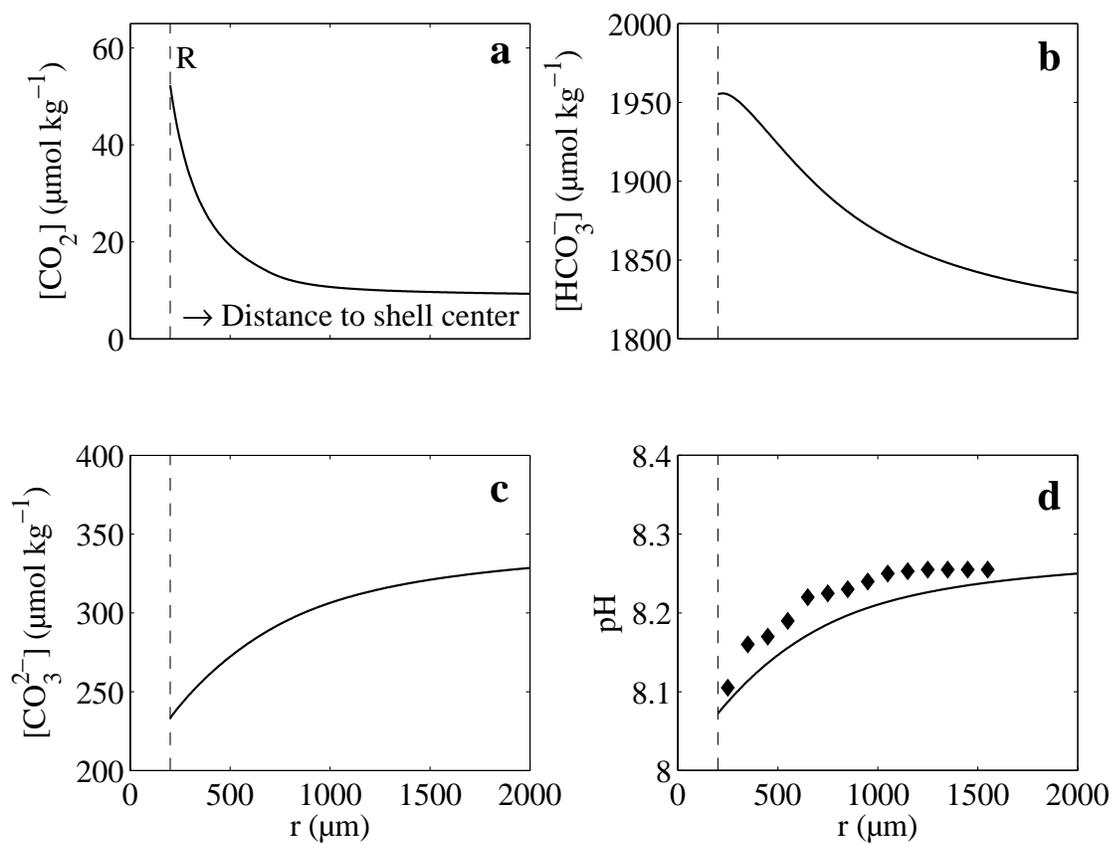 a
R
[CO₂] (µmol kg⁻¹)
60
40
20
0
→ Distance to shell center
b
[HCO₃⁻] (µmol kg⁻¹)
2000
1950
1900
1850
1800
c
[CO₃²⁻] (µmol kg⁻¹)
400
350
300
250
200
0 500 1000 1500 2000
r (µm)
d
pH
8.4
8.3
8.2
8.1
8
0 500 1000 1500 2000
r (µm)